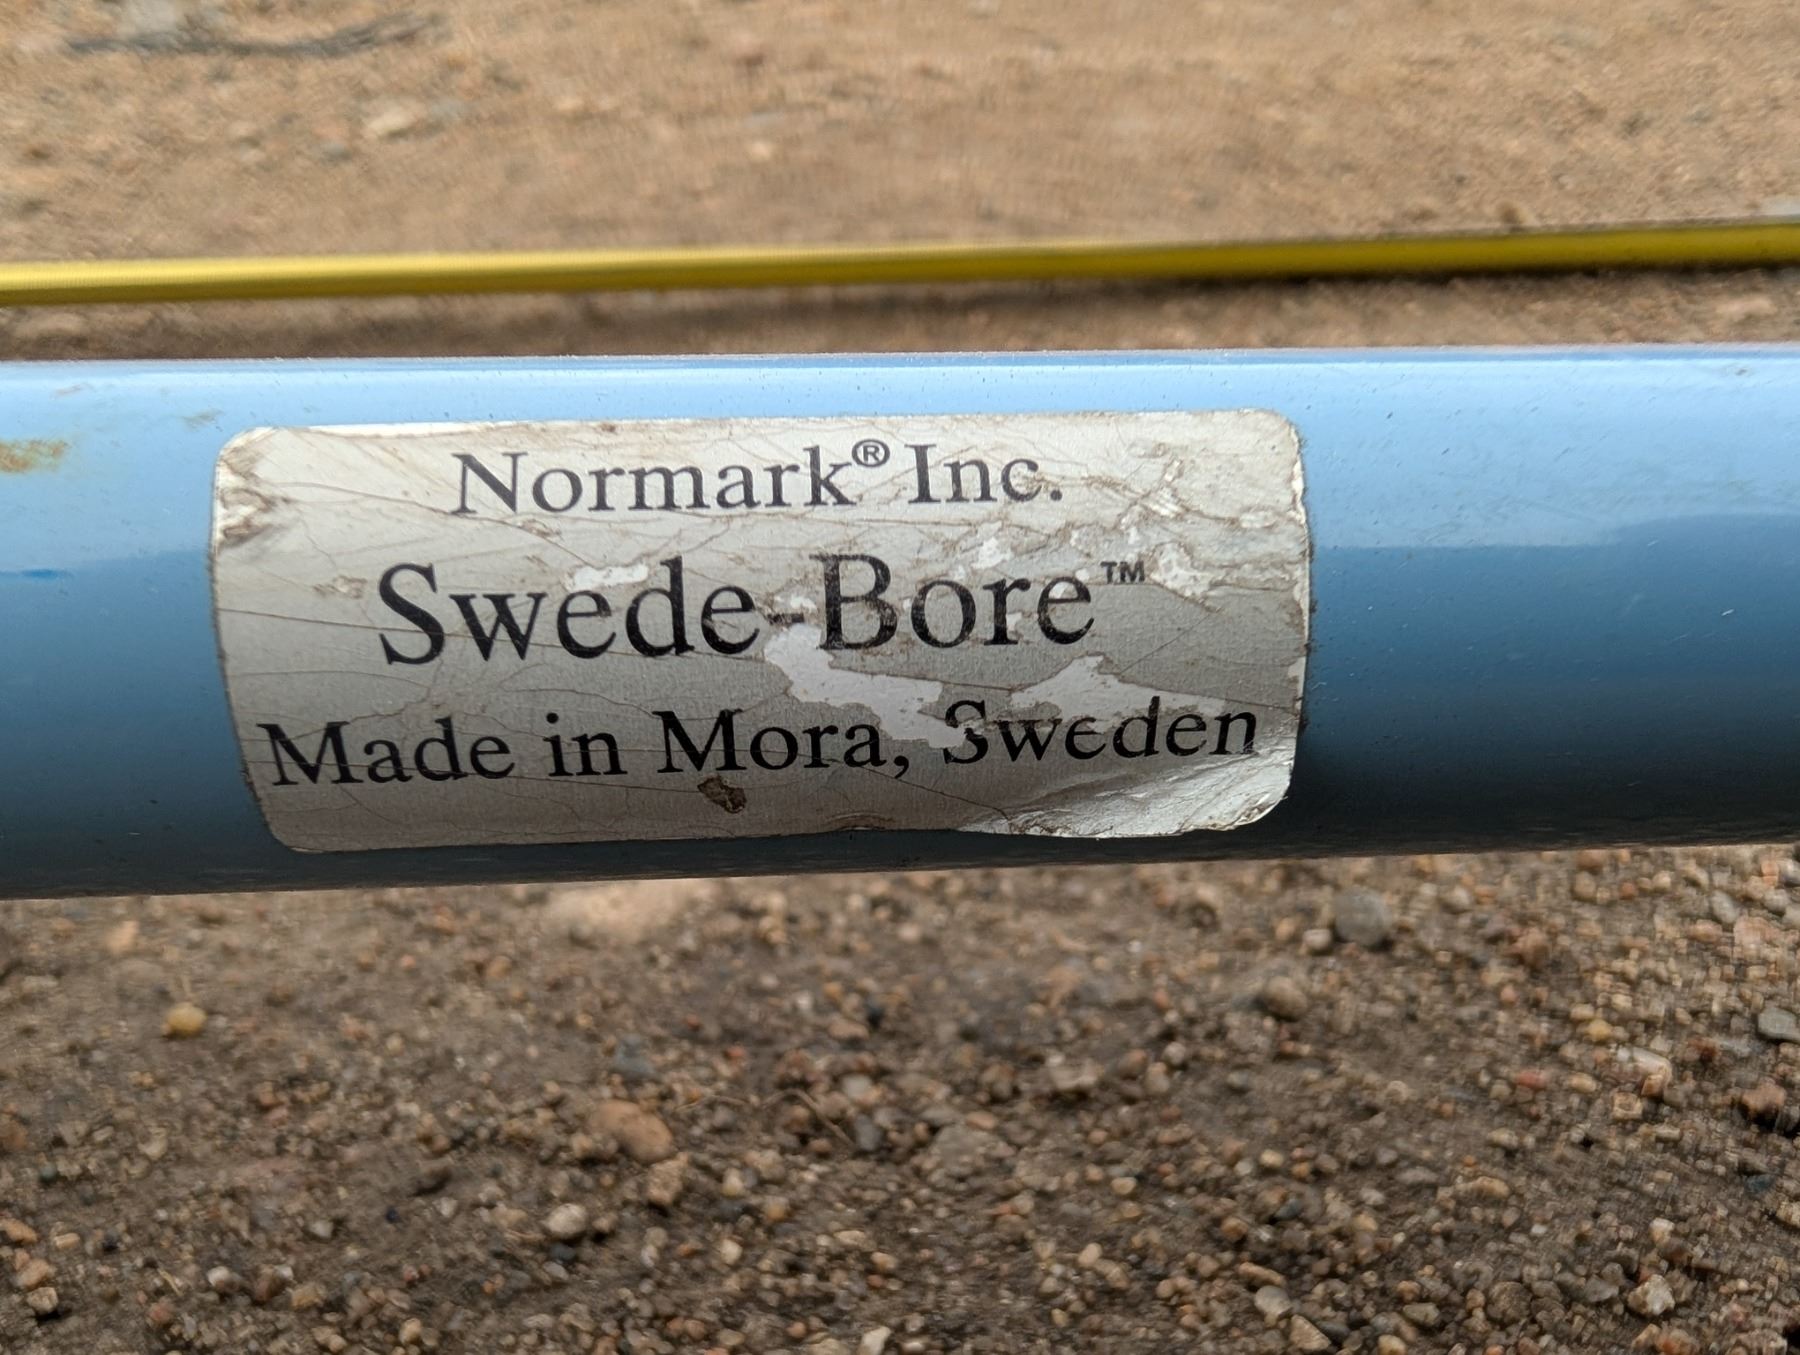 Normark® Inc.
Swede-Bore™
Made in Mora, Sweden